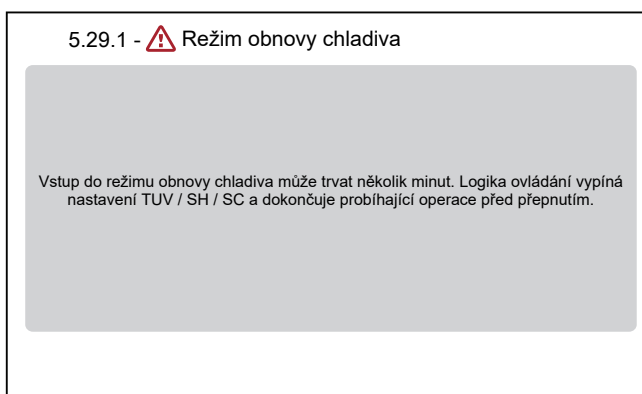 5.29.1 - Režim obnovy chladiva
Vstup do režimu obnovy chladiva může trvat několik minut. Logika ovládání vypíná
nastavení TUV / SH / SC a dokončuje probíhající operace před přepnutím.